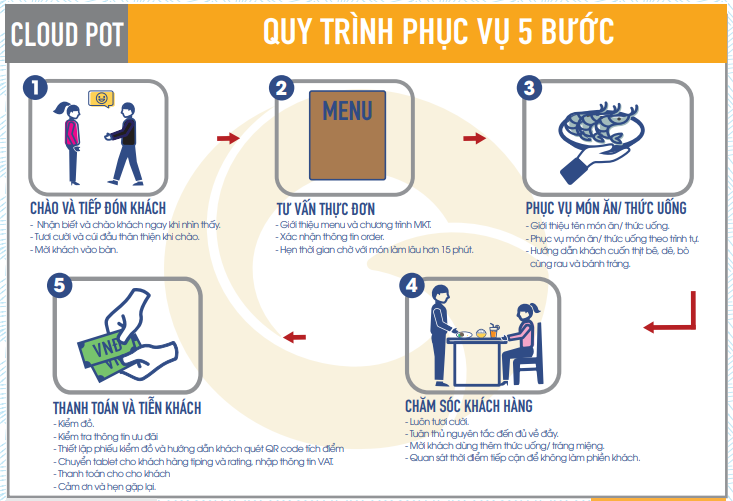 CLOUD POT
QUY TRÌNH PHỤC VỤ 5 BƯỚC
1
CHÀO VÀ TIẾP ĐÓN KHÁCH
- Nhận biết và chào khách ngay khi nhìn thấy.
- Tươi cười và cúi đầu thân thiện khi chào.
- Mời khách vào bàn.
2
MENU
TƯ VẤN THỰC ĐƠN
- Giới thiệu menu và chương trình MKT.
- Xác nhận thông tin order.
- Hẹn thời gian chờ với món làm lâu hơn 15 phút.
3
PHỤC VỤ MÓN ĂN/ THỨC UỐNG
- Giới thiệu tên món ăn/ thức uống.
- Phục vụ món ăn/ thức uống theo trình tự.
- Hướng dẫn khách cuốn thịt bê, dê, bò
cùng rau và bánh tráng.
4
CHĂM SÓC KHÁCH HÀNG
- Luôn tươi cười.
- Tuân thủ nguyên tắc đến đủ về đầy.
- Mời khách dùng thêm thức uống/ tráng miệng.
- Quan sát thời điểm tiếp cận để không làm phiền khách.
5
VNĐ
VNĐ
THANH TOÁN VÀ TIỄN KHÁCH
- Kiểm đồ.
- Kiểm tra thông tin ưu đãi
- Thiết lập phiếu kiểm đồ và hướng dẫn khách quét QR code tích điểm
- Chuyển tablet cho khách hàng tiping và rating, nhập thông tin VAT.
- Thanh toán cho cho khách
- Cảm ơn và hẹn gặp lại.